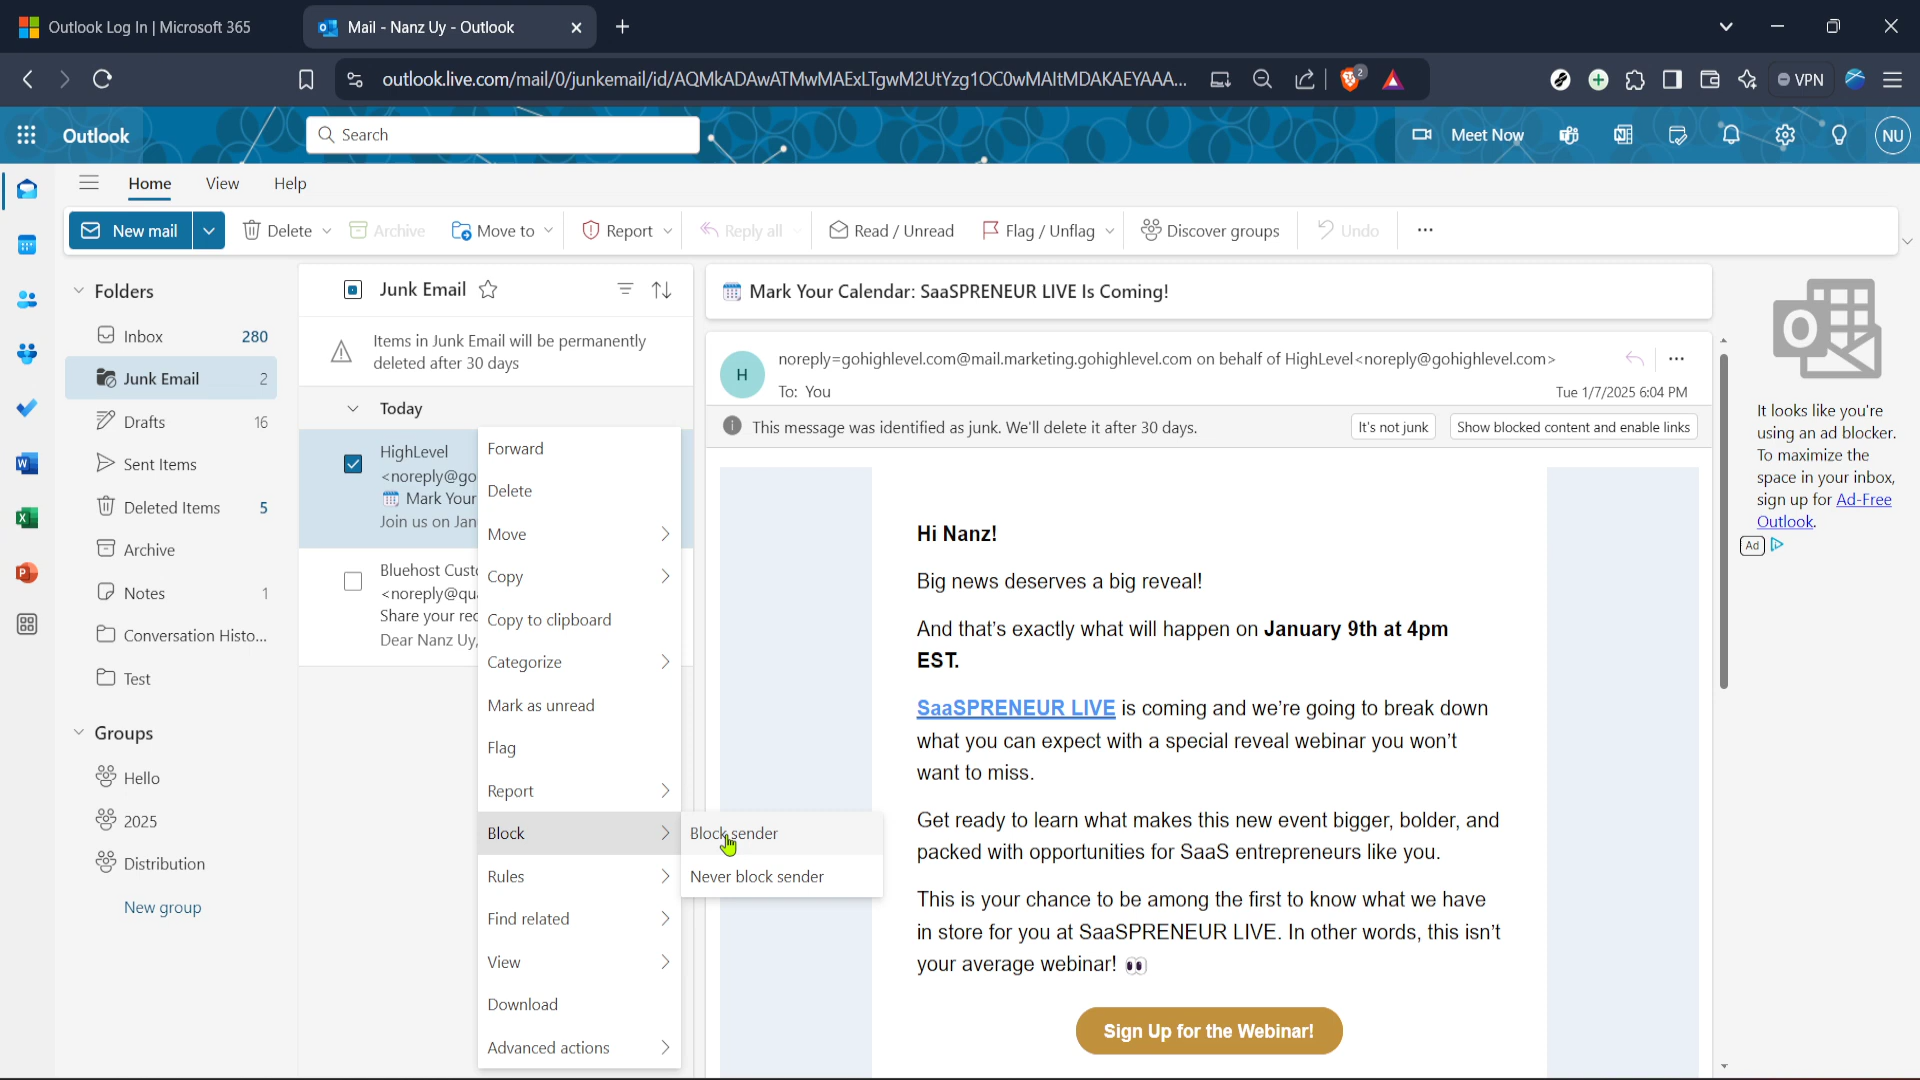 Outlook Log In | Microsoft 365
Mail - Nanz Uy - Outlook
outlook.live.com/mail/0/junkemail/id/AQMkADAwATMwMAExLTgwM2UtYzg1OC0wMAItMDAKAEYAAA...
2
VPN
Outlook
Search
Meet Now
NU
Home
View
Help
New mail
Delete
Archive
Move to
Report
Reply all
Read / Unread
Flag / Unflag
Discover groups
Undo
Folders
Inbox 280
Junk Email 2
Drafts 16
Sent Items
Deleted Items 5
Archive
Notes 1
Conversation Histo...
Test
Groups
Hello
2025
Distribution
New group
Junk Email
Items in Junk Email will be permanently
deleted after 30 days
Today
HighLevel
<noreply@go
Mark Your
Join us on Jan
Bluehost Cust
<noreply@qu
Share your rec
Dear Nanz Uy,
Forward
Delete
Move
Copy
Copy to clipboard
Categorize
Mark as unread
Flag
Report
Block
Rules
Find related
View
Download
Advanced actions
Block sender
Never block sender
Mark Your Calendar: SaaSPRENEUR LIVE Is Coming!
H
noreply=gohighlevel.com@mail.marketing.gohighlevel.com on behalf of HighLevel<noreply@gohighlevel.com>
To: You
Tue 1/7/2025 6:04 PM
This message was identified as junk. We'll delete it after 30 days.
It's not junk
Show blocked content and enable links
Hi Nanz!
Big news deserves a big reveal!
And that's exactly what will happen on January 9th at 4pm
EST.
SaaSPRENEUR LIVE is coming and we're going to break down
what you can expect with a special reveal webinar you won't
want to miss.
Get ready to learn what makes this new event bigger, bolder, and
packed with opportunities for SaaS entrepreneurs like you.
This is your chance to be among the first to know what we have
in store for you at SaaSPRENEUR LIVE. In other words, this isn't
your average webinar! 👀
Sign Up for the Webinar!
It looks like you're
using an ad blocker.
To maximize the
space in your inbox,
sign up for Ad-Free
Outlook.
Ad